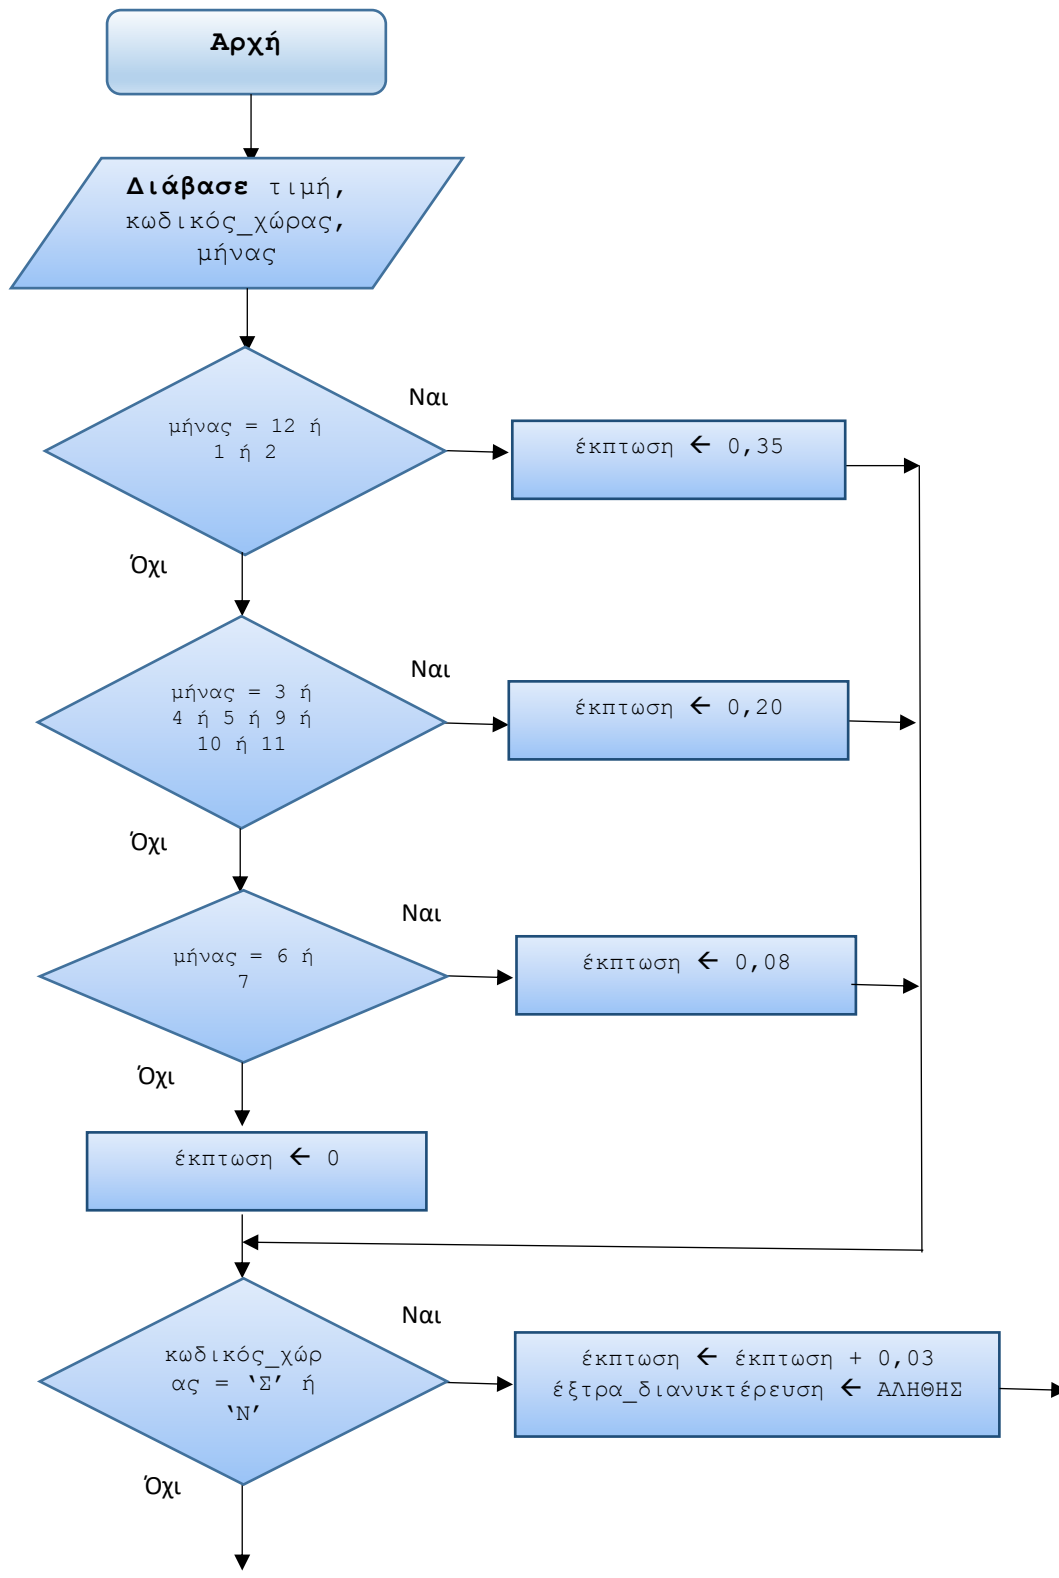 Αρχή
Διάβασε τιμή,
κωδικός_χώρας,
μήνας
Ναι
μήνας = 12 ή
1 ή 2
έκπτωση ← 0,35
Όχι
Ναι
μήνας = 3 ή
4 ή 5 ή 9 ή
10 ή 11
έκπτωση ← 0,20
Όχι
Ναι
μήνας = 6 ή
7
έκπτωση ← 0,08
Όχι
έκπτωση ← 0
Ναι
κωδικός_χώρ
ας = ‘Σ’ ή
‘Ν’
έκπτωση ← έκπτωση + 0,03
έξτρα_διανυκτέρευση ← ΑΛΗΘΗΣ
Όχι